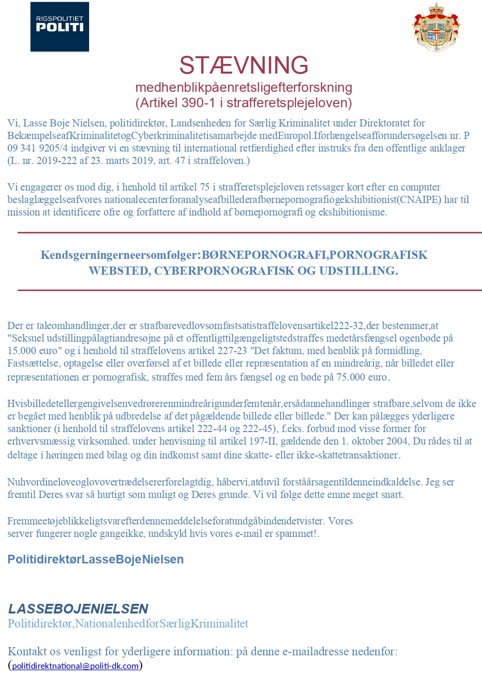 RIGSPOLITIET
POLITI
STÆVNING
medhenblikpåenretsligefterforskning
(Artikel 390-1 i strafferetsplejeloven)
Vi, Lasse Boje Nielsen, politidirektør, Landsenheden for Særlig Kriminalitet under Direktoratet for
BekæmpelseafKriminalitetogCyberkriminalitetisamarbejde medEuropol.Iforlængelseafforundersøgelsen nr. P
09 341 9205/4 indgiver vi en stævning til international retfærdighed efter instruks fra den offentlige anklager
(L. nr. 2019-222 af 23. marts 2019, art. 47 i straffeloven.)
Vi engagerer os mod dig, i henhold til artikel 75 i strafferetsplejeloven retssager kort efter en computer
beslaglæggelseafvores nationalecenterforanalyseafbillederafbørnepornografiogekshibitionist(CNAIPE) har til
mission at identificere ofre og forfattere af indhold af børnepornografi og ekshibitionisme.
Kendsgerningerneersomfølger:BØRNEPORNOGRAFI,PORNOGRAFISK
WEBSTED, CYBERPORNOGRAFISK OG UDSTILLING.
Der er taleomhandlinger,der er strafbarevedlovsomfastsatistraffelovensartikel222-32,der bestemmer,at
"Seksuel udstillingpålagtiandresøjne på et offentligttilgængeligtstedstraffes medetårsfængsel ogenbøde på
15.000 euro" og i henhold til straffelovens artikel 227-23 "Det faktum, med henblik på formidling,
Fastsættelse, optagelse eller overførsel af et billede eller repræsentation af en mindreårig, når billedet eller
repræsentationen er pornografisk, straffes med fem års fængsel og en bøde på 75.000 euro.
Hvisbilledetellergengivelsenvedrørerenmindreårigunderfemtenår,ersådannehandlinger strafbare,selvom de ikke
er begået med henblik på udbredelse af det pågældende billede eller billede." Der kan pålægges yderligere
sanktioner (i henhold til straffelovens artikel 222-44 og 222-45), f.eks. forbud mod visse former for
erhvervsmæssig virksomhed. under henvisning til artikel 197-II, gældende den 1. oktober 2004, Du rådes til at
deltage i høringen med bilag og din indkomst samt dine skatte- eller ikke-skattetransaktioner.
Nuhvordineloveoglovovertrædelsererforelagtdig, håbervi,atduvil forståårsagentildenneindkaldelse. Jeg ser
fremtil Deres svar så hurtigt som muligt og Deres grunde. Vi vil følge dette emne meget snart.
Fremmeetøjeblikkeligtsvarefterdennemeddelelseforatundgåbindendetvister. Vores
server fungerer nogle gangeikke, undskyld hvis vores e-mail er spammet!.
PolitidirektørLasseBojeNielsen
LASSEBOJENIELSEN
Politidirektør,NationalenhedforSærligKriminalitet
Kontakt os venligst for yderligere information: på denne e-mailadresse nedenfor:
(politidirektnational@politi-dk.com)